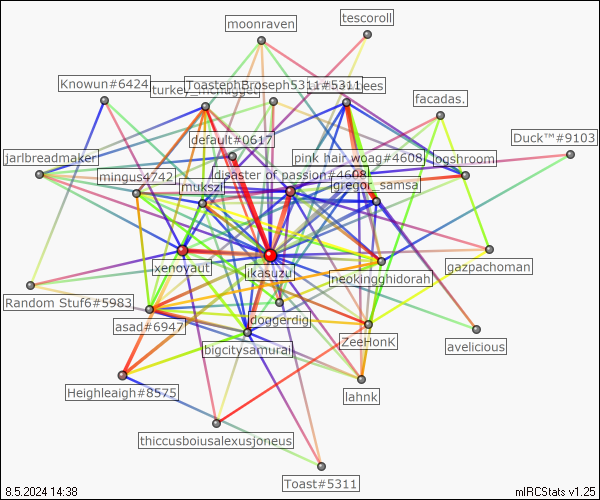 moonraven
tescoroll
Knowun#6424
ToastephBroseph5311#5311
facadas.
default#0617
Duck™#9103
jarlbreadmaker
pink hair woag#4608
logshroom
mingus4742
disaster of passion#4608
mukszi
gregor_samsa
xenoyaut
ikasuzu
neokingghidorah
gazpachoman
Random Stuf6#5983
asad#6947
doggerdig
bigcitysamurai
ZeeHonK
avelicious
Heighleaigh#8575
lahnk
thiccusboiusalexusjoneus
Toast#5311
8.5.2024 14:38
mIRCStats v1.25